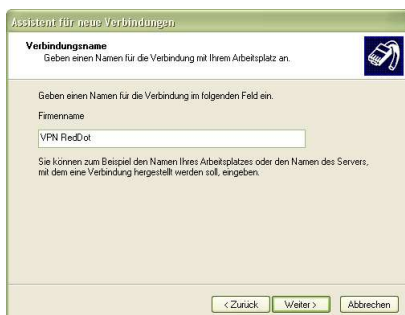 Assistent für neue Verbindungen
Verbindungsname
Geben einen Namen für die Verbindung mit Ihrem Arbeitsplatz an.
Geben einen Namen für die Verbindung im folgenden Feld ein.
Firmenname
VPN RedDot
Sie können zum Beispiel den Namen Ihres Arbeitsplatzes oder den Namen des Servers,
mit dem eine Verbindung hergestellt werden soll, eingeben.
< Zurück Weiter > Abbrechen